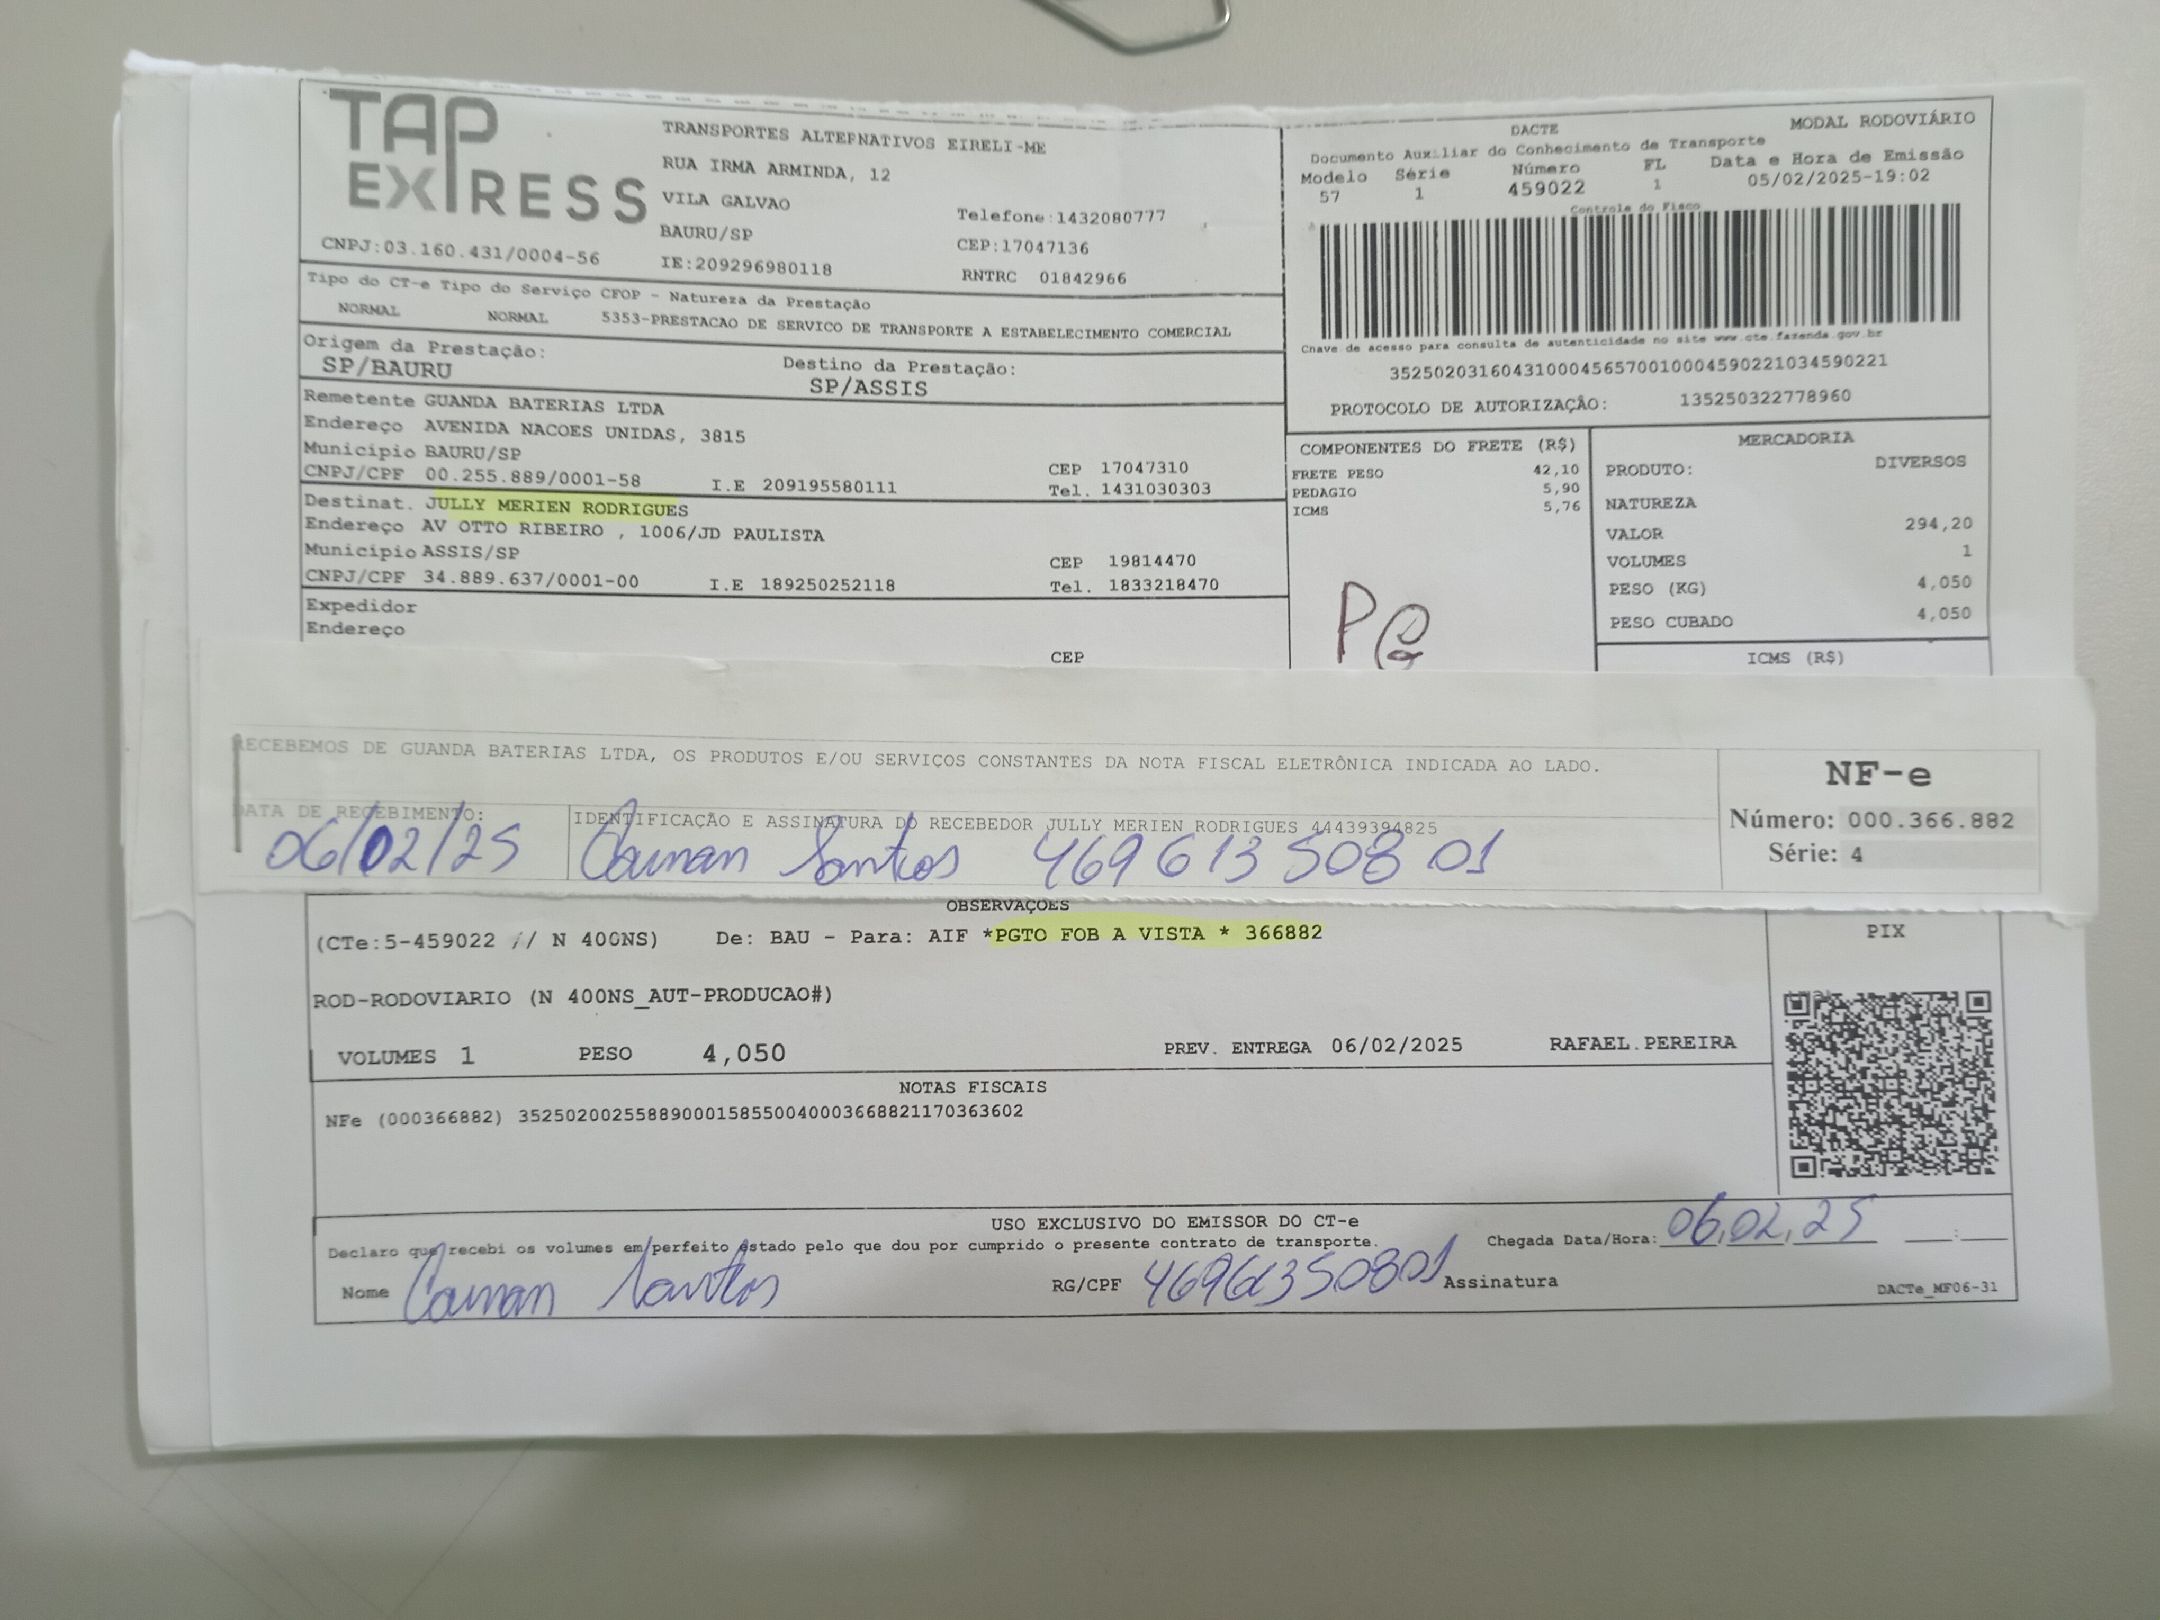 TAP EXPRESS
TRANSPORTES ALTEFNATIVOS EIRELI-ME
RUA IRMA ARMINDA, 12
VILA GALVAO
BAURU/SP
Telefone:1432080777
CEP:17047136
CNPJ:03.160.431/0004-56
IE:209296980118
RNTRC 01842966
DACTE
MODAL RODOVIÁRIO
Documento Auxiliar do Conhecimento de Transporte
Modelo Série Número FL Data e Hora de Emissão
57 1 459022 1 05/02/2025-19:02
Controle do Fisco
Tipo do CT-e Tipo do Serviço CFOP - Natureza da Prestação
NORMAL NORMAL 5353-PRESTACAO DE SERVICO DE TRANSPORTE A ESTABELECIMENTO COMERCIAL
Chave de acesso para consulta de autenticidade no site www.cte.fazenda.gov.br
35250203160431000456570010004590221034590221
PROTOCOLO DE AUTORIZAÇÃO: 135250322778960
Origem da Prestação: Destino da Prestação:
SP/BAURU SP/ASSIS
Remetente GUANDA BATERIAS LTDA
Endereço AVENIDA NACOES UNIDAS, 3815
Município BAURU/SP CEP 17047310
CNPJ/CPF 00.255.889/0001-58 I.E 209195580111 Tel. 1431030303
Destinat. JULLY MERIEN RODRIGUES
Endereço AV OTTO RIBEIRO , 1006/JD PAULISTA
Município ASSIS/SP CEP 19814470
CNPJ/CPF 34.889.637/0001-00 I.E 189250252118 Tel. 1833218470
Expedidor
Endereço
CEP
COMPONENTES DO FRETE (R$)
FRETE PESO 42,10
PEDAGIO 5,90
ICMS 5,76
PG
MERCADORIA
PRODUTO: DIVERSOS
NATUREZA
VALOR 294,20
VOLUMES 1
PESO (KG) 4,050
PESO CUBADO 4,050
ICMS (R$)
RECEBEMOS DE GUANDA BATERIAS LTDA, OS PRODUTOS E/OU SERVIÇOS CONSTANTES DA NOTA FISCAL ELETRÔNICA INDICADA AO LADO.
DATA DE RECEBIMENTO: IDENTIFICAÇÃO E ASSINATURA DO RECEBEDOR JULLY MERIEN RODRIGUES 44439394825
06/02/25 Santos 469 613 508 01
NF-e
Número: 000.366.882
Série: 4
OBSERVAÇOES
(CTe:5-459022 // N 400NS) De: BAU - Para: AIF *PGTO FOB A VISTA * 366882
ROD-RODOVIARIO (N 400NS_AUT-PRODUCAO#)
VOLUMES 1 PESO 4,050 PREV. ENTREGA 06/02/2025 RAFAEL.PEREIRA
PIX
NOTAS FISCAIS
NFe (000366882) 35250200255889000158550040003668821170363602
USO EXCLUSIVO DO EMISSOR DO CT-e
Declaro que recebi os volumes em perfeito estado pelo que dou por cumprido o presente contrato de transporte.
Chegada Data/Hora: 06.02.25 :
Nome Santos RG/CPF 46961350801 Assinatura
DACTe_MF06-31